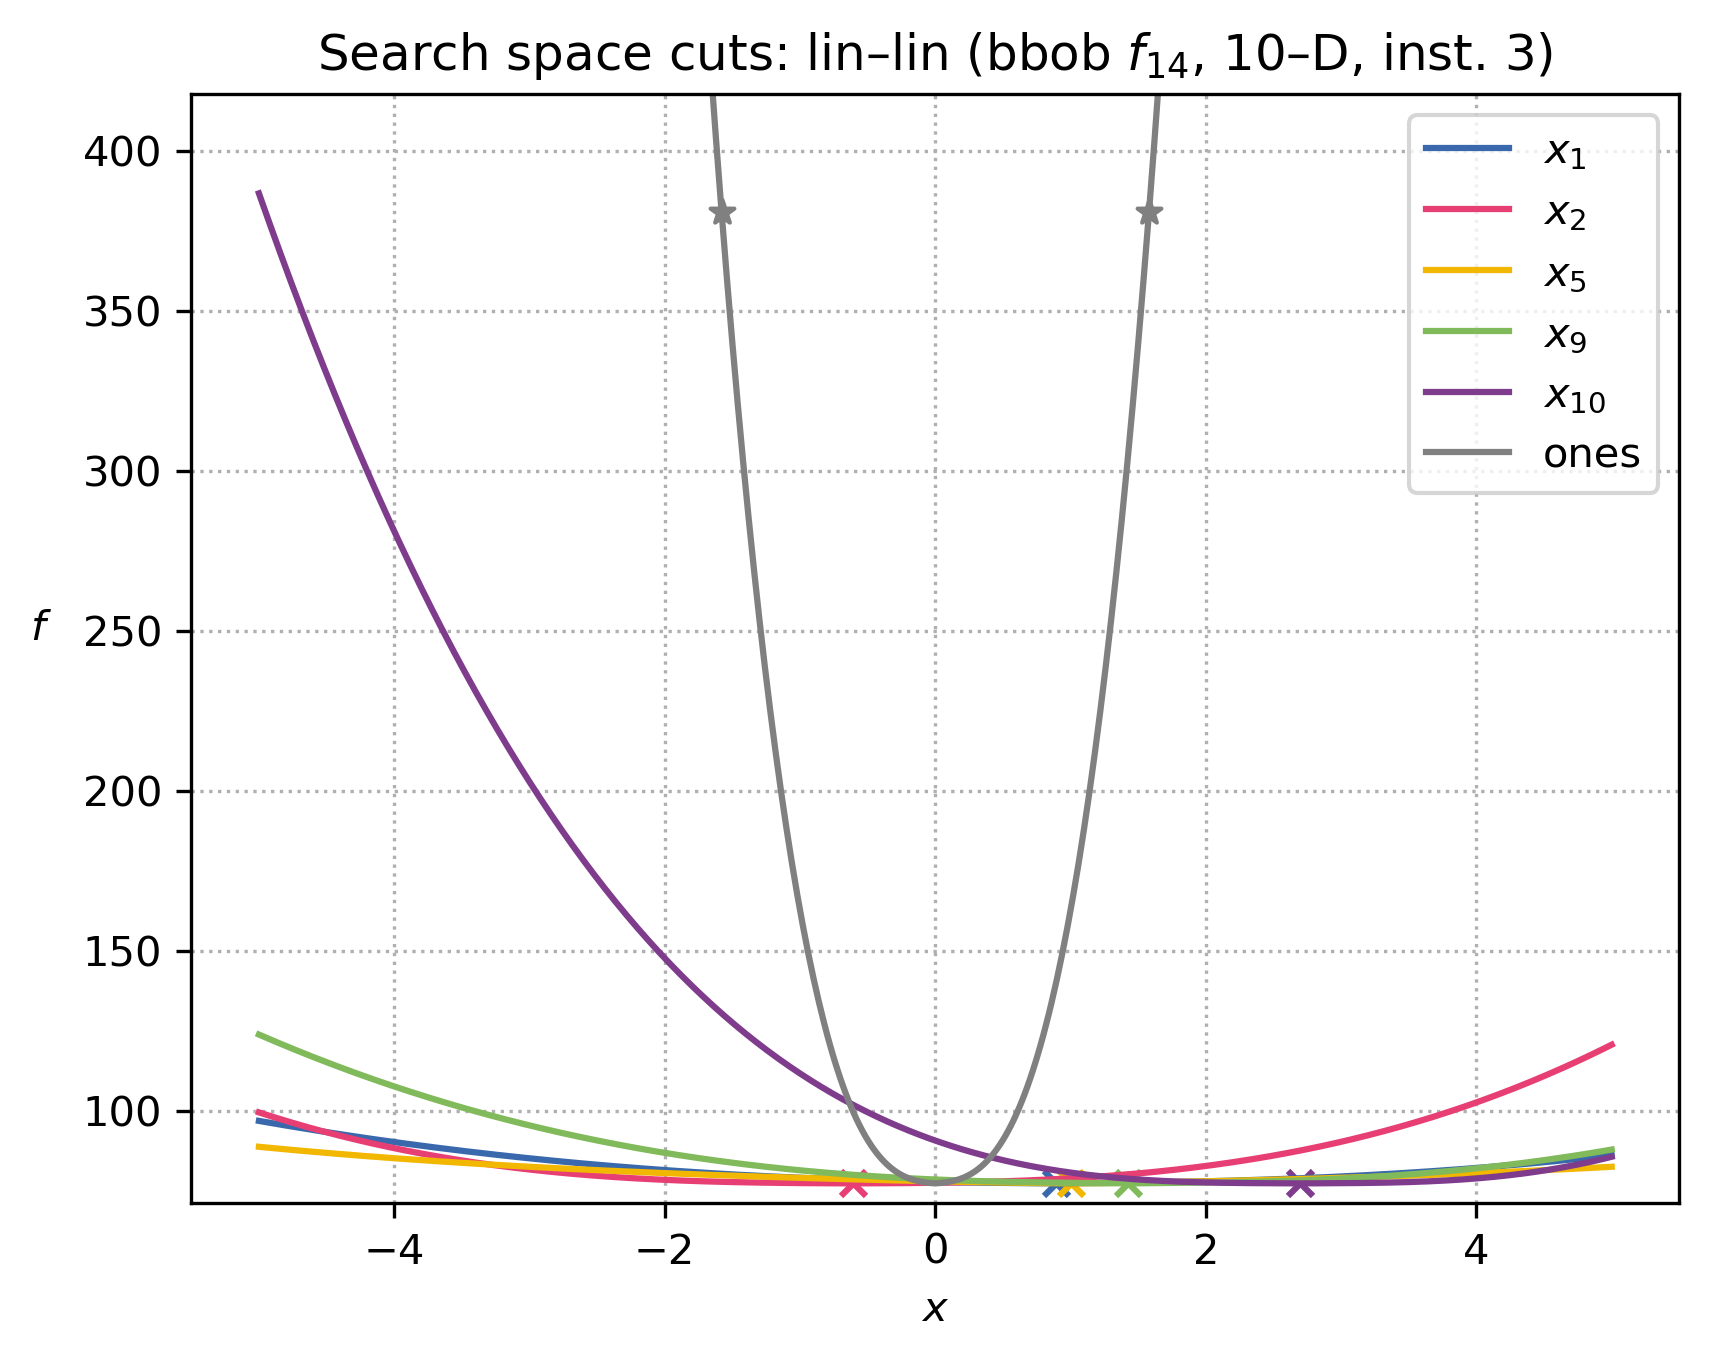 Search space cuts: lin–lin (bbob f₁₄, 10–D, inst. 3)
400
350
300
250
200
150
100
f
x₁
x₂
x₅
x₉
x₁₀
ones
−4
−2
0
2
4
x